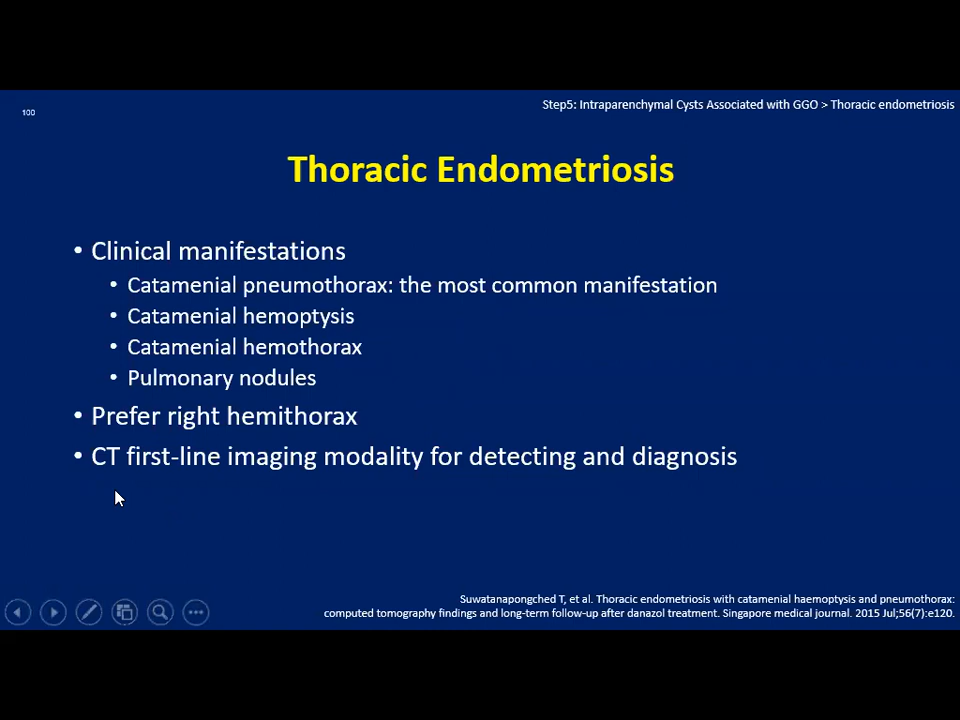 Step5: Intraparenchymal Cysts Associated with GGO > Thoracic endometriosis
100
Thoracic Endometriosis
• Clinical manifestations
• Catamenial pneumothorax: the most common manifestation
• Catamenial hemoptysis
• Catamenial hemothorax
• Pulmonary nodules
• Prefer right hemithorax
• CT first-line imaging modality for detecting and diagnosis
Suwatanapongched T, et al. Thoracic endometriosis with catamenial haemoptysis and pneumothorax:
computed tomography findings and long-term follow-up after danazol treatment. Singapore medical journal. 2015 Jul;56(7):e120.